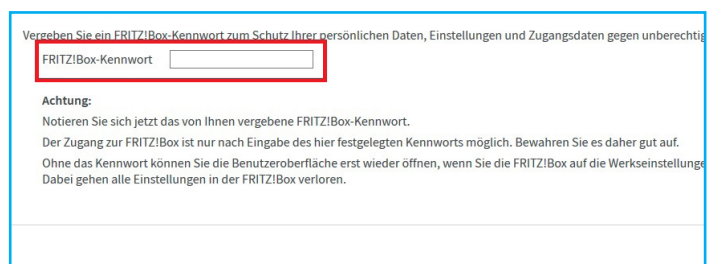 Vergeben Sie ein FRITZ!Box-Kennwort zum Schutz Ihrer persönlichen Daten, Einstellungen und Zugangsdaten gegen
FRITZ!Box-Kennwort
Achtung:
Notieren Sie sich jetzt das von Ihnen vergebene FRITZ!Box-Kennwort.
Der Zugang zur FRITZ!Box ist nur nach Eingabe des hier festgelegten Kennworts möglich. Bewahren Sie es daher gut auf.
Ohne das Kennwort können Sie die Benutzeroberfläche erst wieder öffnen, wenn Sie die FRITZ!Box auf die
Dabei gehen alle Einstellungen in der FRITZ!Box verloren.